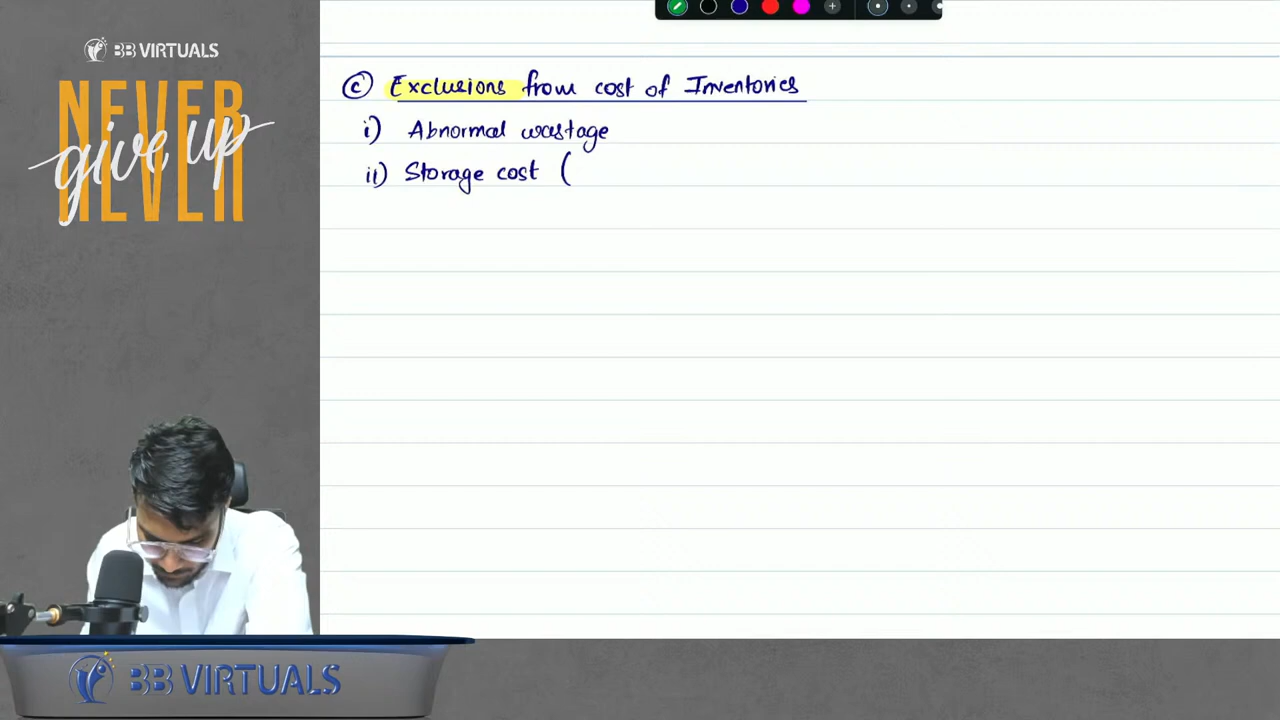 BB VIRTUALS
NEVER
give up
NEVER
c) Exclusions from cost of Inventories
i) Abnormal wastage
ii) Storage cost (
BB VIRTUALS